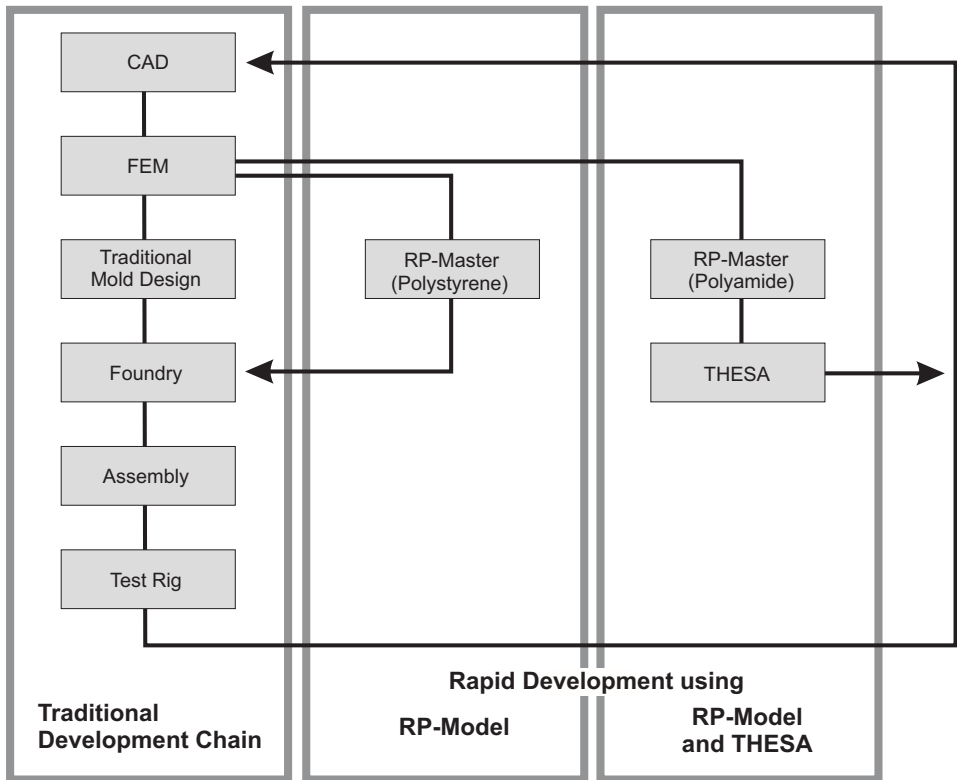 CAD
FEM
Traditional
Mold Design
RP-Master
(Polystyrene)
RP-Master
(Polyamide)
Foundry
THESA
Assembly
Test Rig
Rapid Development using
Traditional
Development Chain
RP-Model
RP-Model
and THESA